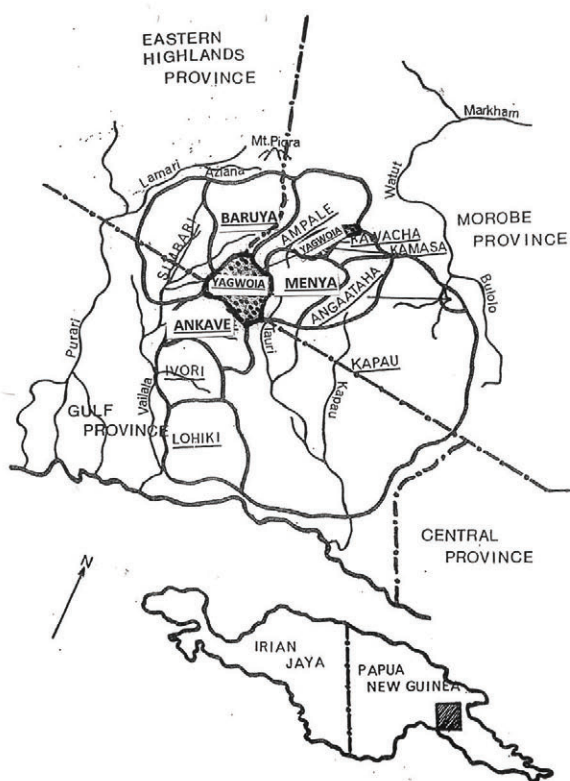 EASTERN
HIGHLANDS
PROVINCE
Mt.Piora
Markham
Lamari
Aziana
Watut
BARUYA
AMPALE
YAGWOIA
KAWACHA
KAMASA
MOROBE
PROVINCE
SIMBARI
YAGWOIA
MENYA
ANGAATAHA
Bulolo
ANKAVE
Tauri
Purari
IVORI
KAPAU
Kapau
Vailala
GULF
PROVINCE
LOHIKI
CENTRAL
PROVINCE
N
IRIAN
JAYA
PAPUA
NEW GUINEA